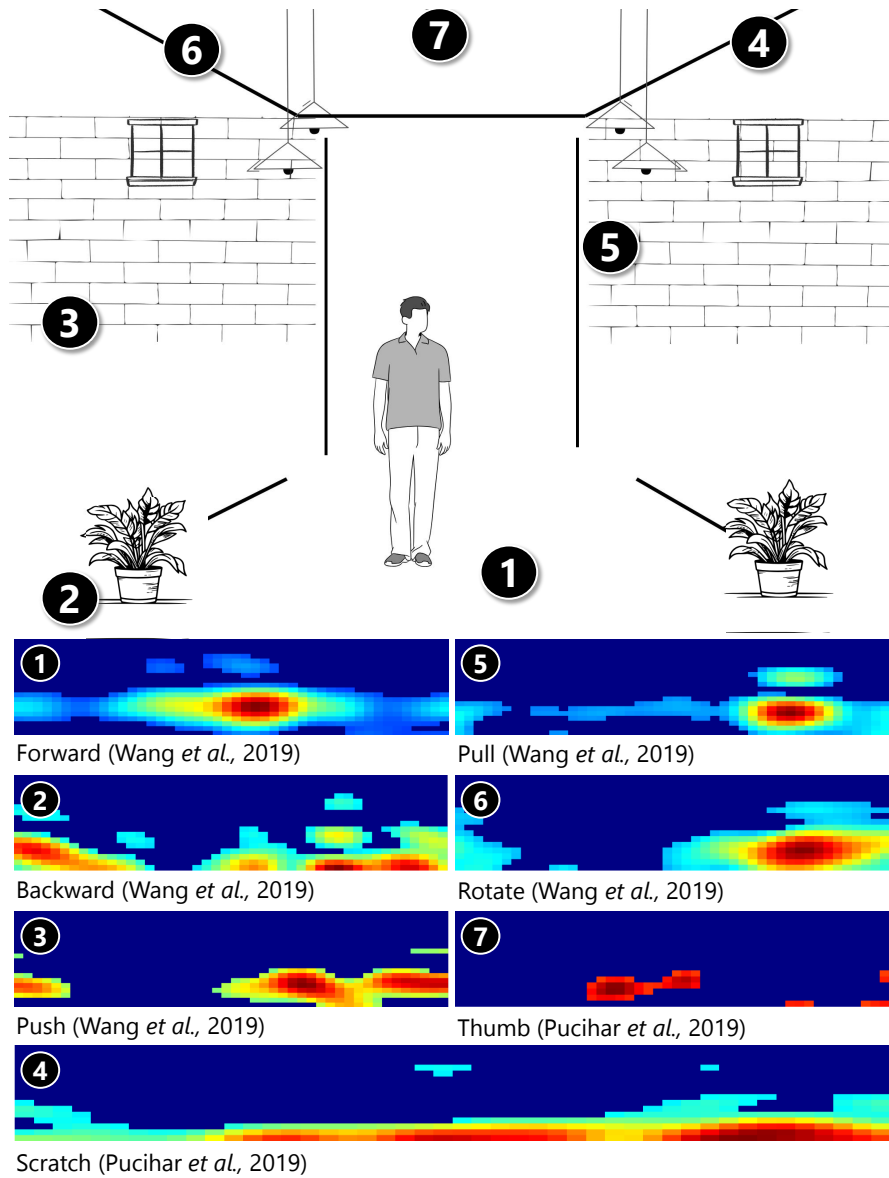 6
7
4
5
3
2
1
1
Forward (Wang et al., 2019)
5
Pull (Wang et al., 2019)
2
Backward (Wang et al., 2019)
6
Rotate (Wang et al., 2019)
3
Push (Wang et al., 2019)
7
Thumb (Pucihar et al., 2019)
4
Scratch (Pucihar et al., 2019)